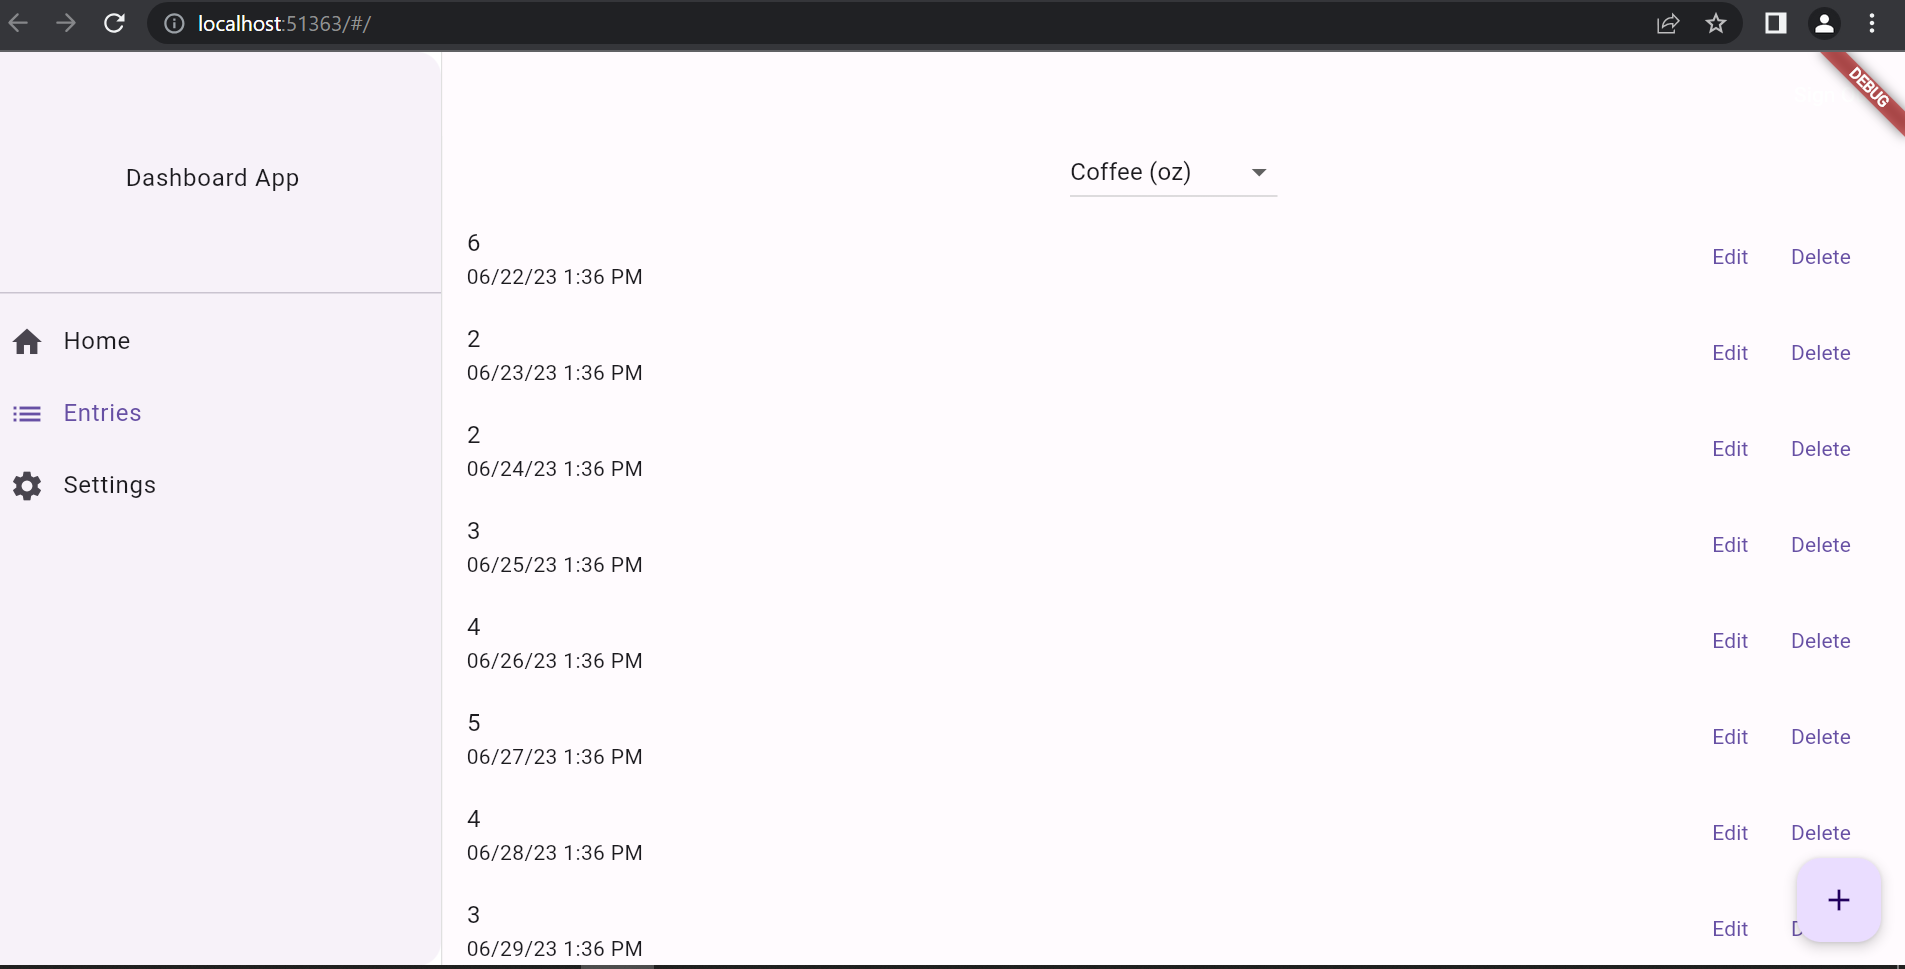 localhost:51363/#/
DEBUG
Dashboard App
Home
Entries
Settings
Coffee (oz)
6
06/22/23 1:36 PM
Edit Delete
2
06/23/23 1:36 PM
Edit Delete
2
06/24/23 1:36 PM
Edit Delete
3
06/25/23 1:36 PM
Edit Delete
4
06/26/23 1:36 PM
Edit Delete
5
06/27/23 1:36 PM
Edit Delete
4
06/28/23 1:36 PM
Edit Delete
3
06/29/23 1:36 PM
Edit
+